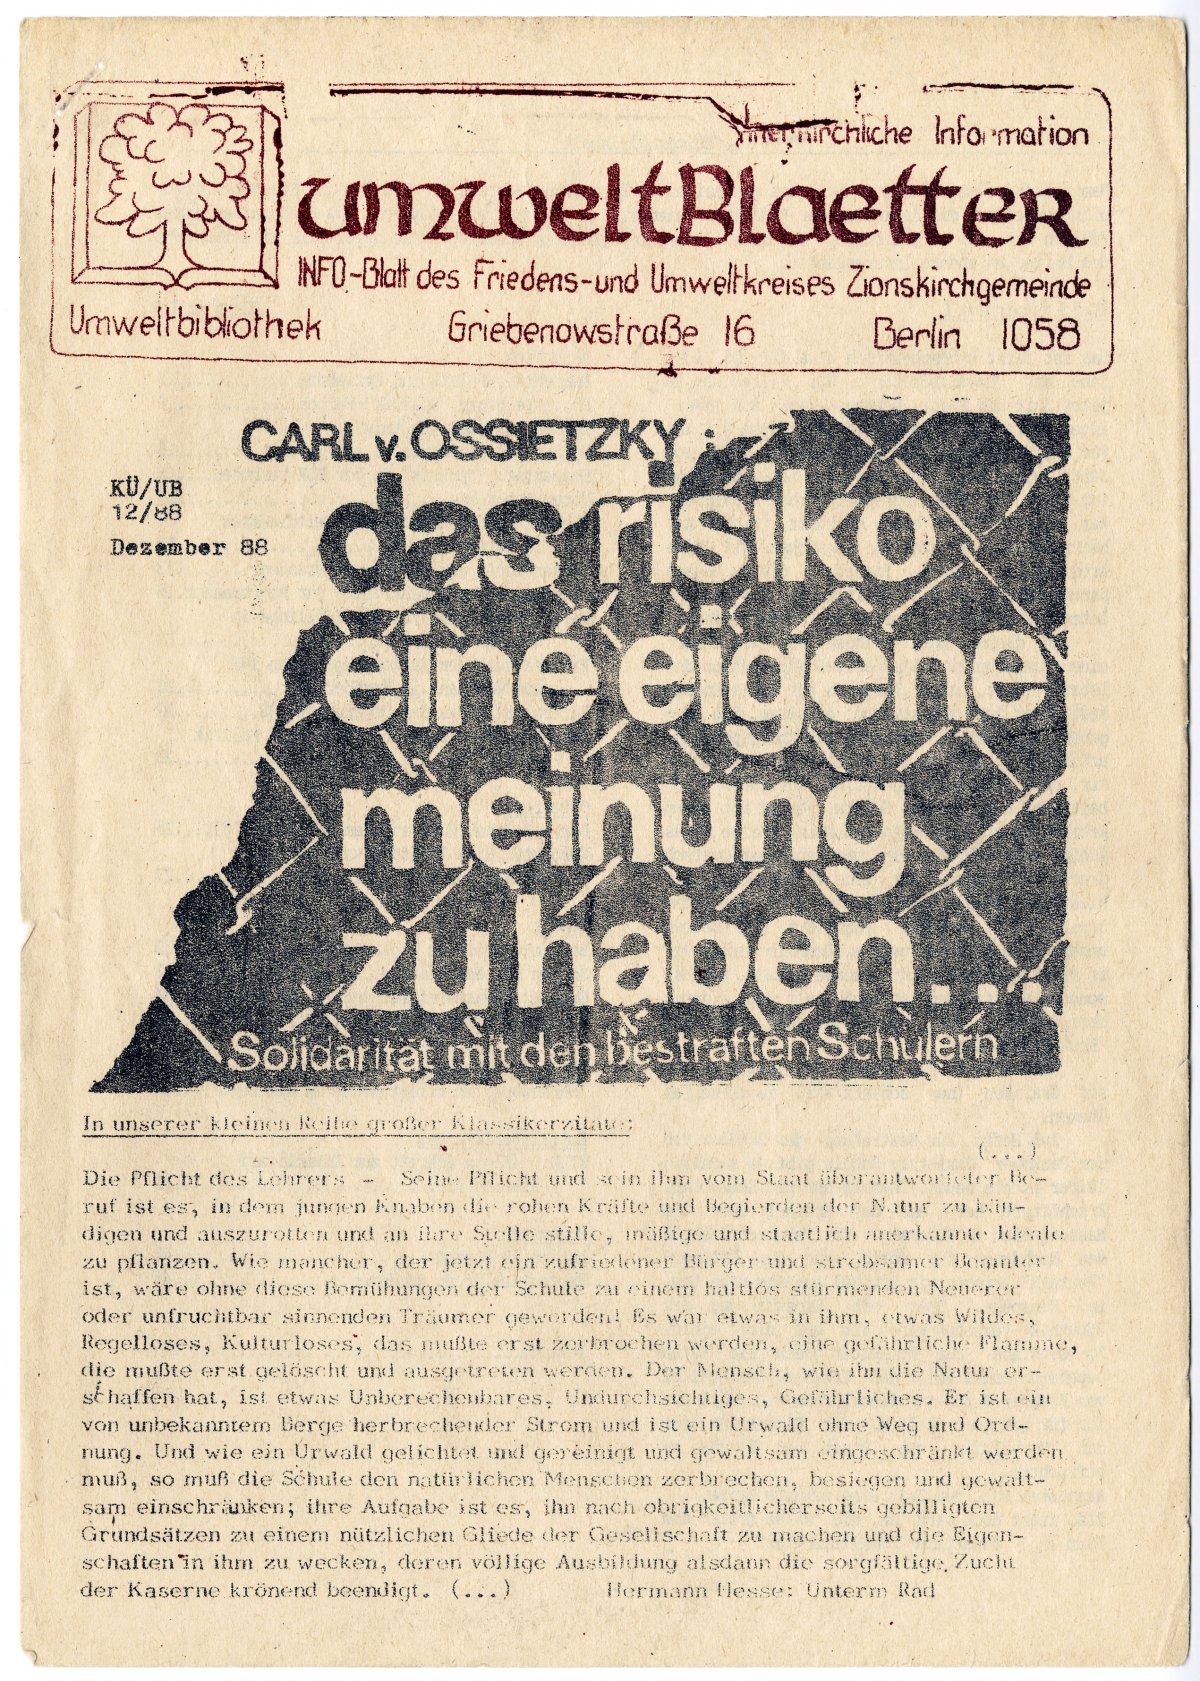 Innerkirchliche Information
UmweltBlaetter
INFO-Blatt des Friedens-und Umweltkreises Zionskirchgemeinde
Umweltbibliothek Griebenowstraße 16 Berlin 1058
CARL v. OSSIETZKY :
KÜ/UB
12/88
Dezember 88
das risiko
eine eigene
meinung
zu haben...
Solidarität mit den bestraften Schülern
In unserer kleinen Reihe großer Klassikerzitate:
(...)
Die Pflicht des Lehrers - Seine Pflicht und sein ihm vom Staat überantworteter Be-
ruf ist es, in dem jungen Knaben die rohen Kräfte und Begierden der Natur zu bän-
digen und auszurotten und an ihre Stelle stille, mäßige und staatlich anerkannte Ideale
zu pflanzen. Wie mancher, der jetzt ein zufriedener Bürger und strebsamer Beamter
ist, wäre ohne diese Bemühungen der Schule zu einem haltlos stürmenden Neuerer
oder unfruchtbar sinnenden Träumer geworden! Es war etwas in ihm, etwas Wildes,
Regelloses, Kulturloses, das mußte erst zerbrochen werden, eine gefährliche Flamme,
die mußte erst gelöscht und ausgetreten werden. Der Mensch, wie ihn die Natur er-
schaffen hat, ist etwas Unberechenbares, Undurchsichtiges, Gefährliches. Er ist ein
von unbekanntem Berge herbrechender Strom und ist ein Urwald ohne Weg und Ord-
nung. Und wie ein Urwald gelichtet und gereinigt und gewaltsam eingeschränkt werden
muß, so muß die Schule den natürlichen Menschen zerbrechen, besiegen und gewalt-
sam einschränken; ihre Aufgabe ist es, ihn nach obrigkeitlicherseits gebilligten
Grundsätzen zu einem nützlichen Gliede der Gesellschaft zu machen und die Eigen-
schaften in ihm zu wecken, deren völlige Ausbildung alsdann die sorgfältige Zucht
der Kaserne krönend beendigt. (...) Hermann Hesse: Unterm Rad